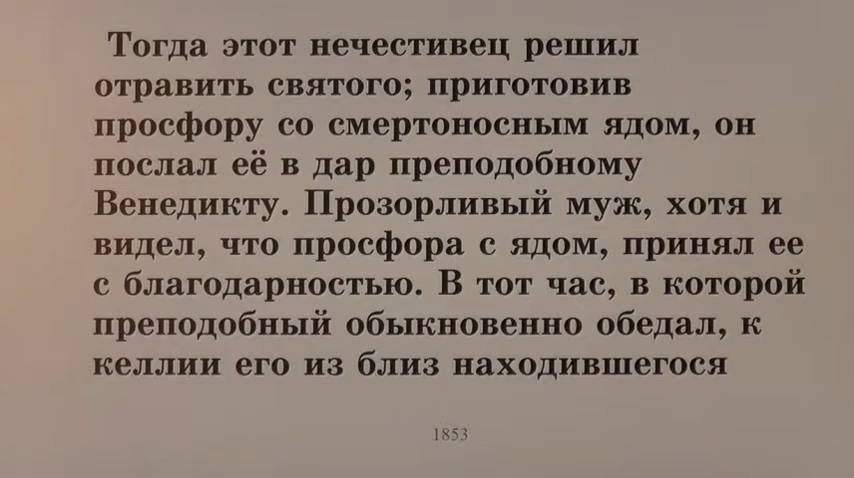 Тогда этот нечестивец решил
отравить святого; приготовив
просфору со смертоносным ядом, он
послал её в дар преподобному
Венедикту. Прозорливый муж, хотя и
видел, что просфора с ядом, принял ее
с благодарностью. В тот час, в которой
преподобный обыкновенно обедал, к
келлии его из близ находившегося
1853